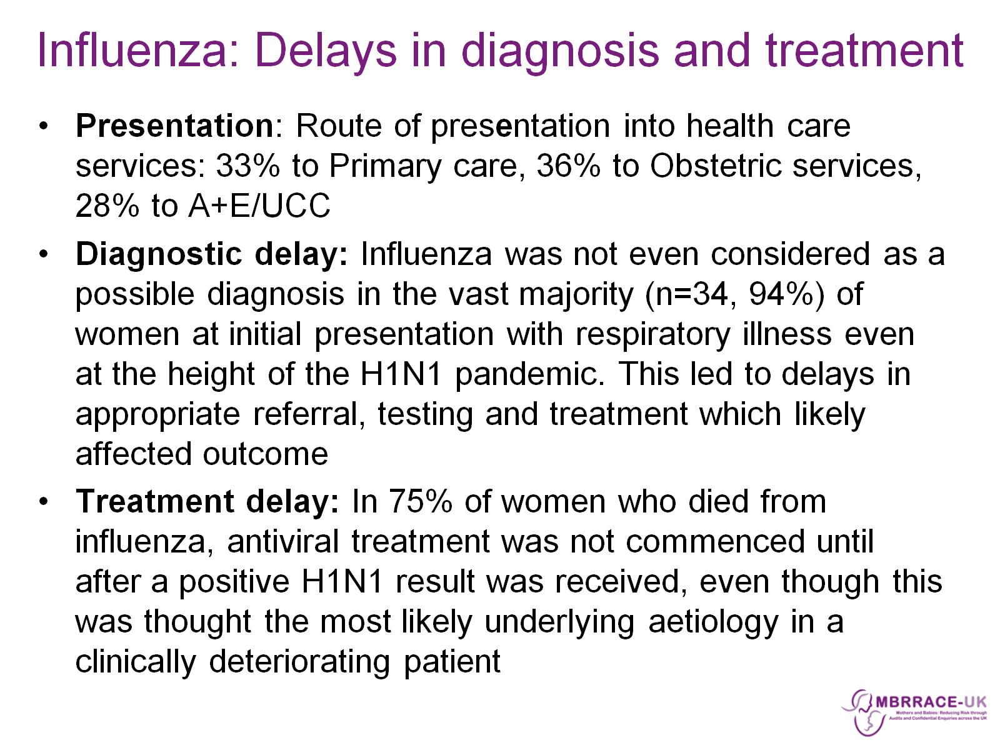 Influenza: Delays in diagnosis and treatment
• Presentation: Route of presentation into health care
services: 33% to Primary care, 36% to Obstetric services,
28% to A+E/UCC
• Diagnostic delay: Influenza was not even considered as a
possible diagnosis in the vast majority (n=34, 94%) of
women at initial presentation with respiratory illness even
at the height of the H1N1 pandemic. This led to delays in
appropriate referral, testing and treatment which likely
affected outcome
• Treatment delay: In 75% of women who died from
influenza, antiviral treatment was not commenced until
after a positive H1N1 result was received, even though this
was thought the most likely underlying aetiology in a
clinically deteriorating patient
MBRRACE-UK
Mothers and Babies: Reducing Risk through
Audits and Confidential Enquiries across the UK